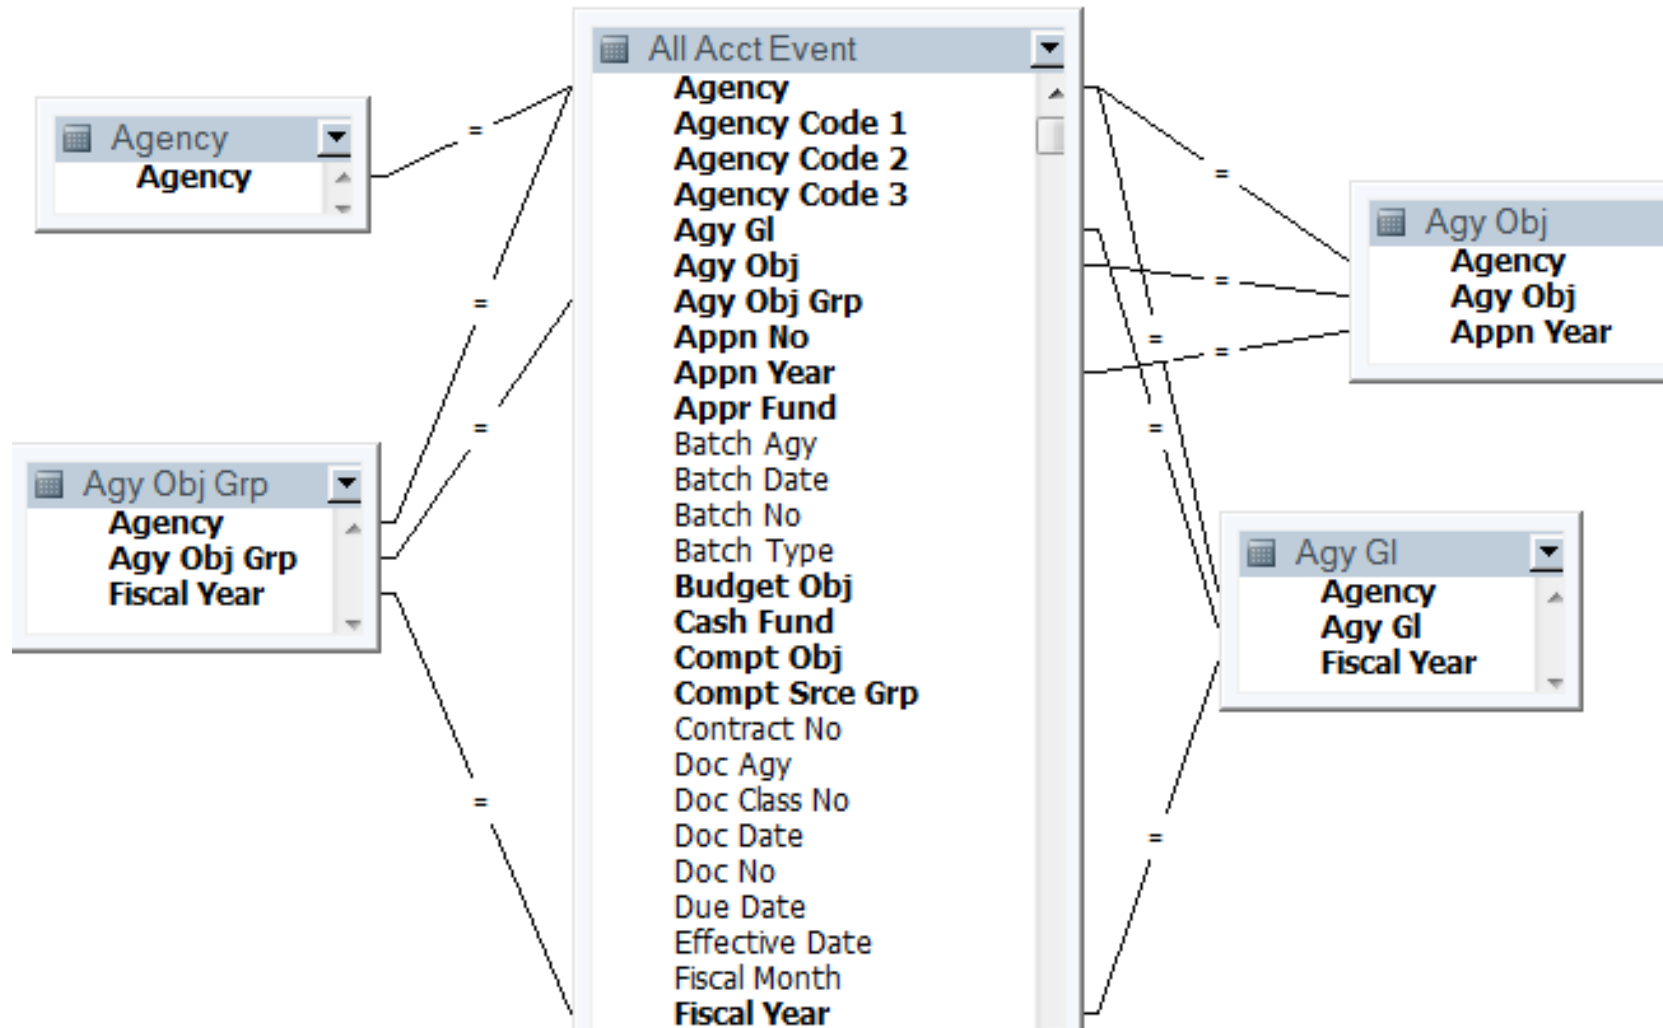 Agency
Agency
Agy Obj Grp
Agency
Agy Obj Grp
Fiscal Year
All Acct Event
Agency
Agency Code 1
Agency Code 2
Agency Code 3
Agy Gl
Agy Obj
Agy Obj Grp
Appn No
Appn Year
Appr Fund
Batch Agy
Batch Date
Batch No
Batch Type
Budget Obj
Cash Fund
Compt Obj
Compt Srce Grp
Contract No
Doc Agy
Doc Class No
Doc Date
Doc No
Due Date
Effective Date
Fiscal Month
Fiscal Year
Agy Obj
Agency
Agy Obj
Appn Year
Agy Gl
Agency
Agy Gl
Fiscal Year
=
=
=
=
=
=
=
=
=
=